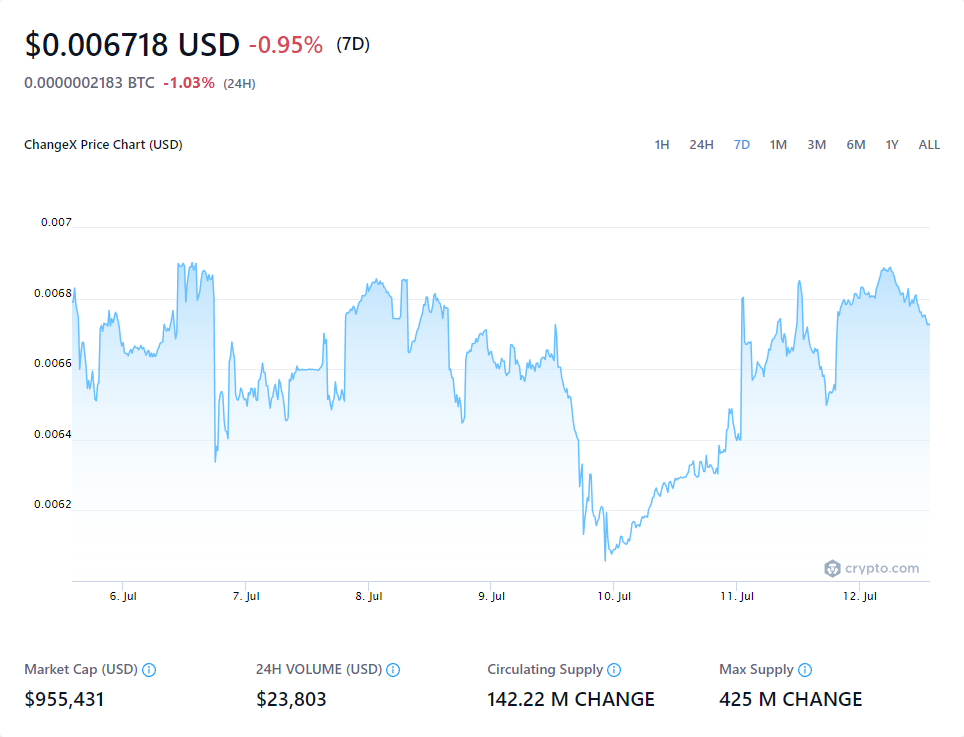 $0.006718 USD -0.95% (7D)
0.0000002183 BTC -1.03% (24H)
ChangeX Price Chart (USD) 1H 24H 7D 1M 3M 6M 1Y ALL
0.007
0.0068
0.0066
0.0064
0.0062
crypto.com
6. Jul 7. Jul 8. Jul 9. Jul 10. Jul 11. Jul 12. Jul
Market Cap (USD) 24H VOLUME (USD) Circulating Supply Max Supply
$955,431 $23,803 142.22 M CHANGE 425 M CHANGE